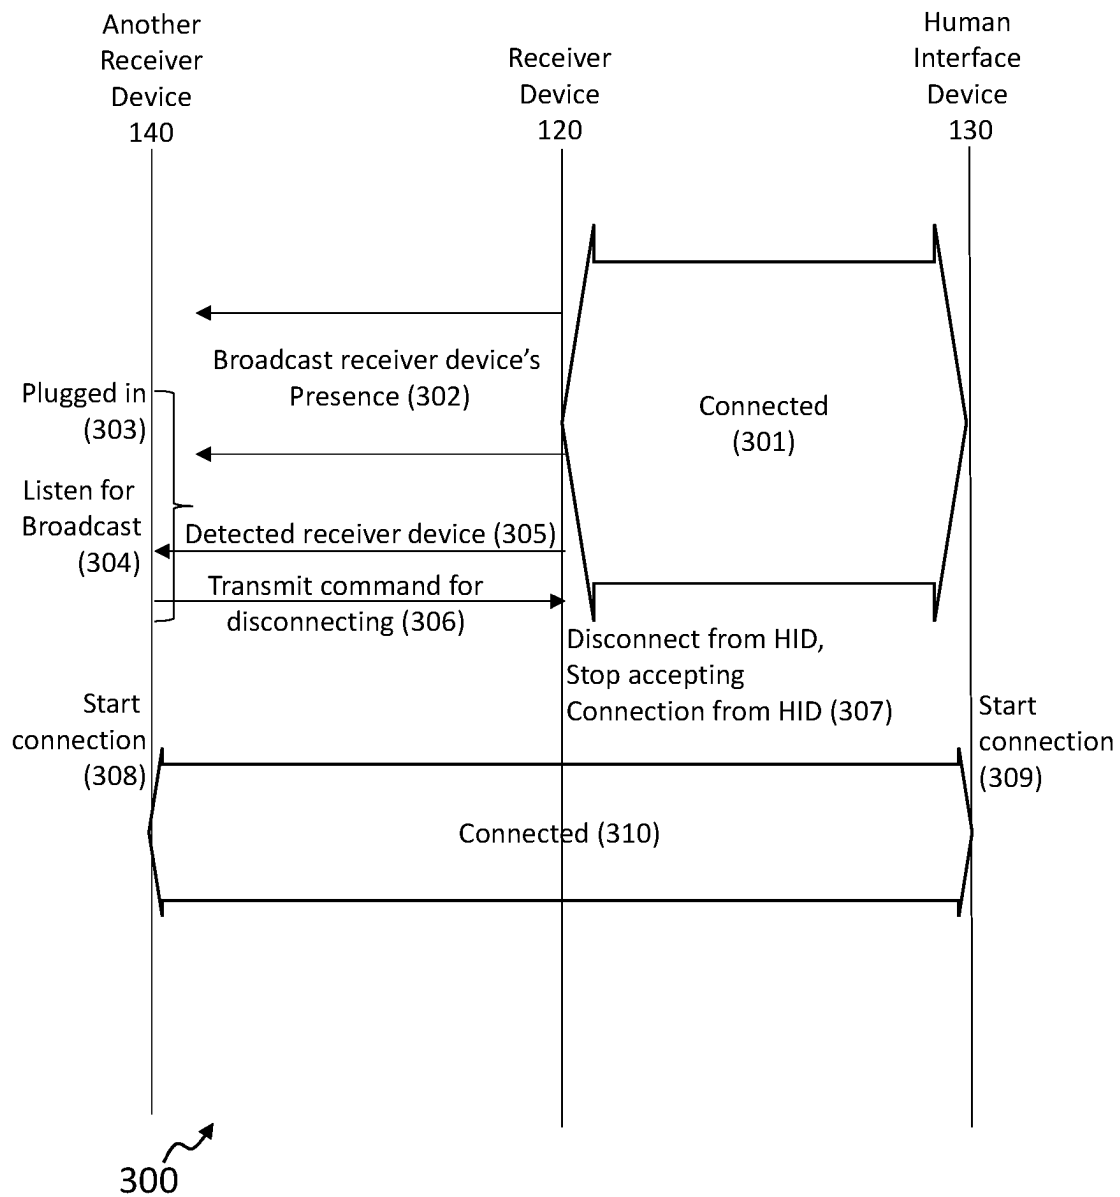 Another
Receiver
Device
140
Receiver
Device
120
Human
Interface
Device
130
Broadcast receiver device’s
Presence (302)
Connected
(301)
Plugged in
(303)
Listen for
Broadcast
(304)
Detected receiver device (305)
Transmit command for
disconnecting (306)
Disconnect from HID,
Stop accepting
Connection from HID (307)
Start
connection
(308)
Start
connection
(309)
Connected (310)
300